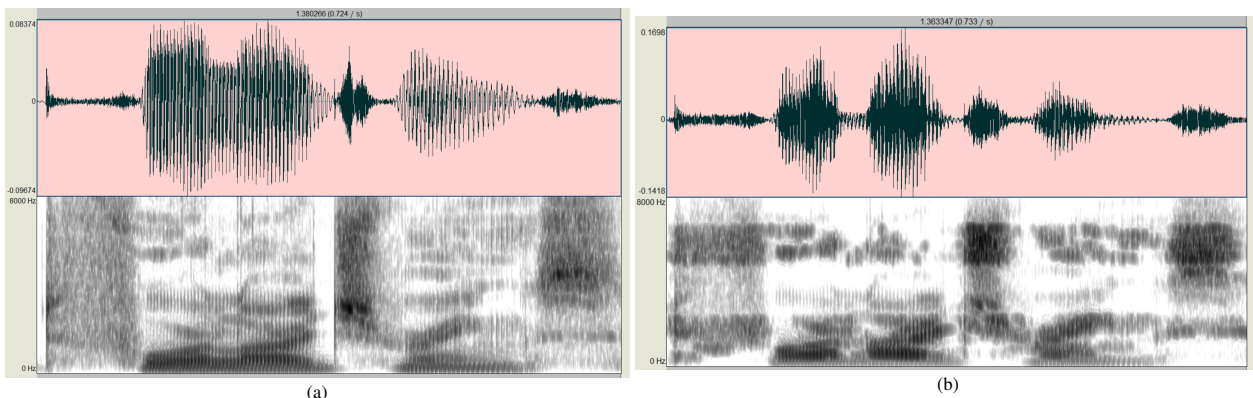 1.380266 (0.724 / s)
0.08374
0
-0.09674
8000 Hz
0 Hz
(a)
1.363347 (0.733 / s)
0.1698
0
-0.1418
8000 Hz
0 Hz
(b)